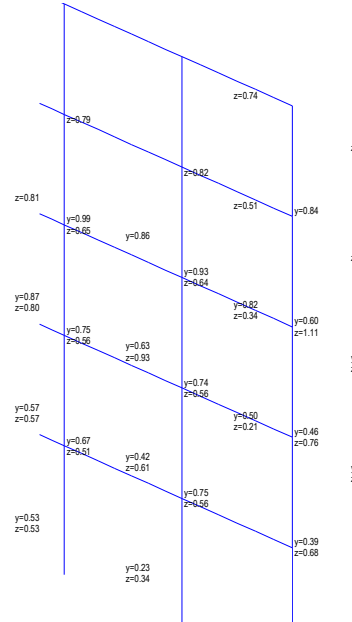 z=0.74
z=0.79
z=0.82
z=0.81
z=0.51
y=0.84
y=0.99
z=0.65
y=0.86
y=0.93
z=0.64
y=0.87
z=0.80
y=0.82
z=0.34
y=0.60
z=1.11
y=0.75
z=0.56
y=0.63
z=0.93
y=0.74
z=0.56
y=0.57
z=0.57
y=0.50
z=0.21
y=0.46
z=0.76
y=0.67
z=0.51
y=0.42
z=0.61
y=0.75
z=0.56
y=0.53
z=0.53
y=0.39
z=0.68
y=0.23
z=0.34